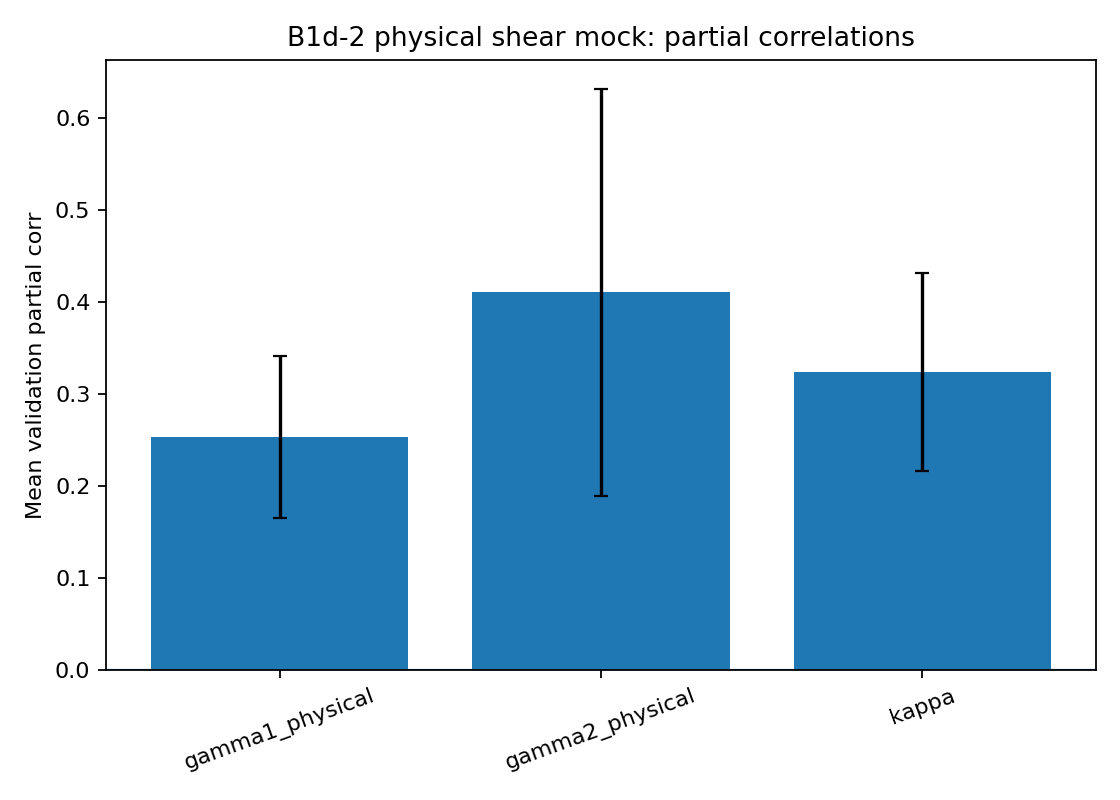 B1d-2 physical shear mock: partial correlations
Mean validation partial corr
0.6
0.5
0.4
0.3
0.2
0.1
0.0
gamma1_physical
gamma2_physical
kappa